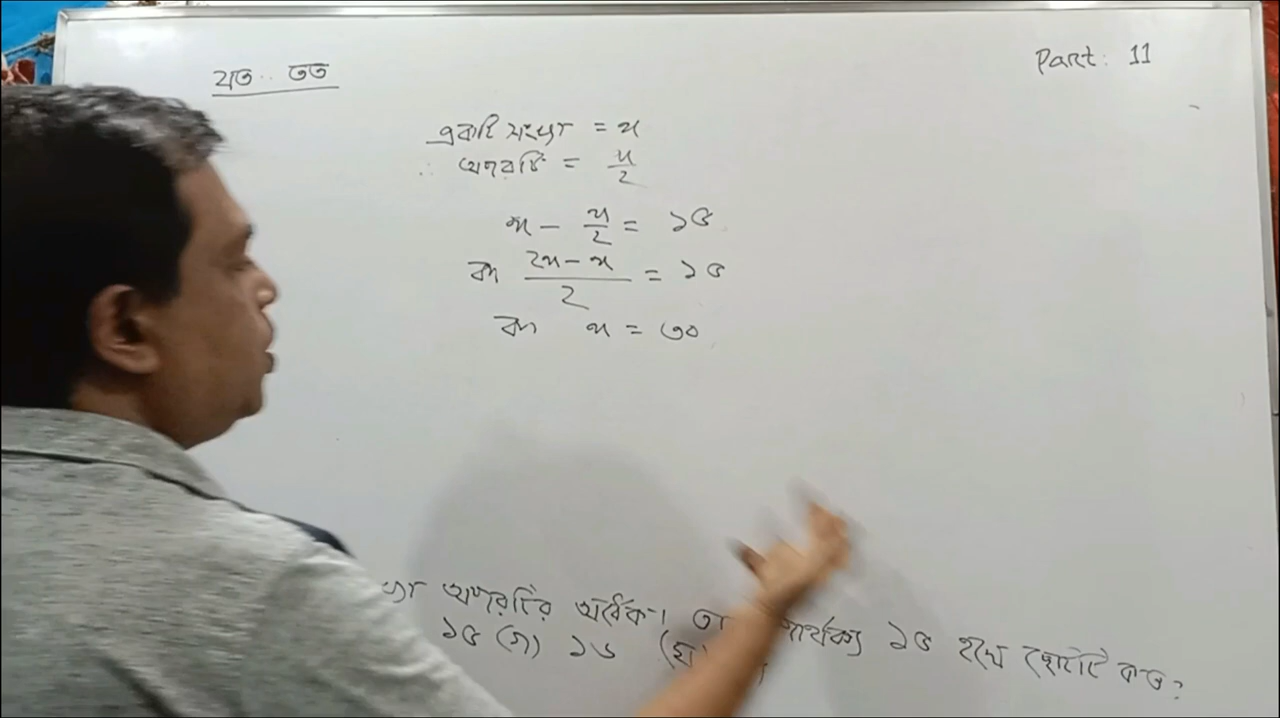 যত .. তত
Part: 11
একটি সংখ্যা = x
∴ অপরটি = x/2
x - x/2 = ১৫
বা 2x - x / 2 = ১৫
বা x = ৩০
অপরটির অর্ধেক। পার্থক্য ১৫ হলে ছোটটি কত?
১৫ (গ) ১৬ (ঘ)